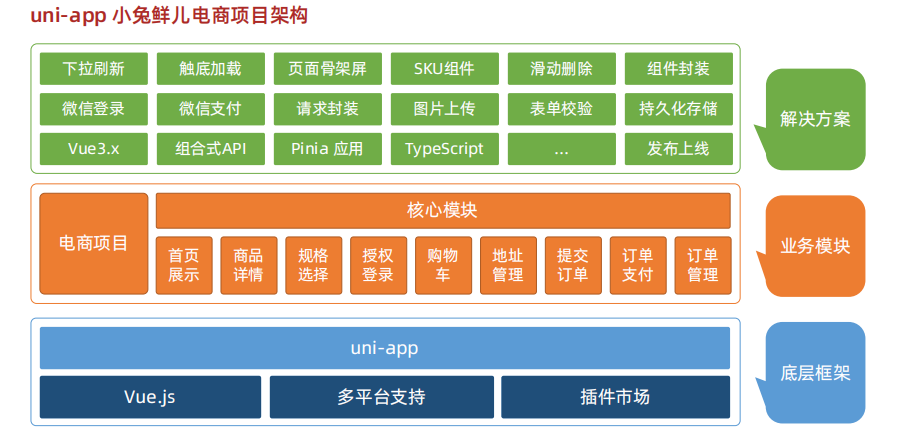 uni-app 小兔鲜儿电商项目架构
下拉刷新 触底加载 页面骨架屏 SKU组件 滑动删除 组件封装
微信登录 微信支付 请求封装 图片上传 表单校验 持久化存储
Vue3.x 组合式API Pinia 应用 TypeScript ... 发布上线
解决方案
电商项目
核心模块
首页
展示
商品
详情
规格
选择
授权
登录
购物
车
地址
管理
提交
订单
订单
支付
订单
管理
业务模块
uni-app
Vue.js 多平台支持 插件市场
底层框架